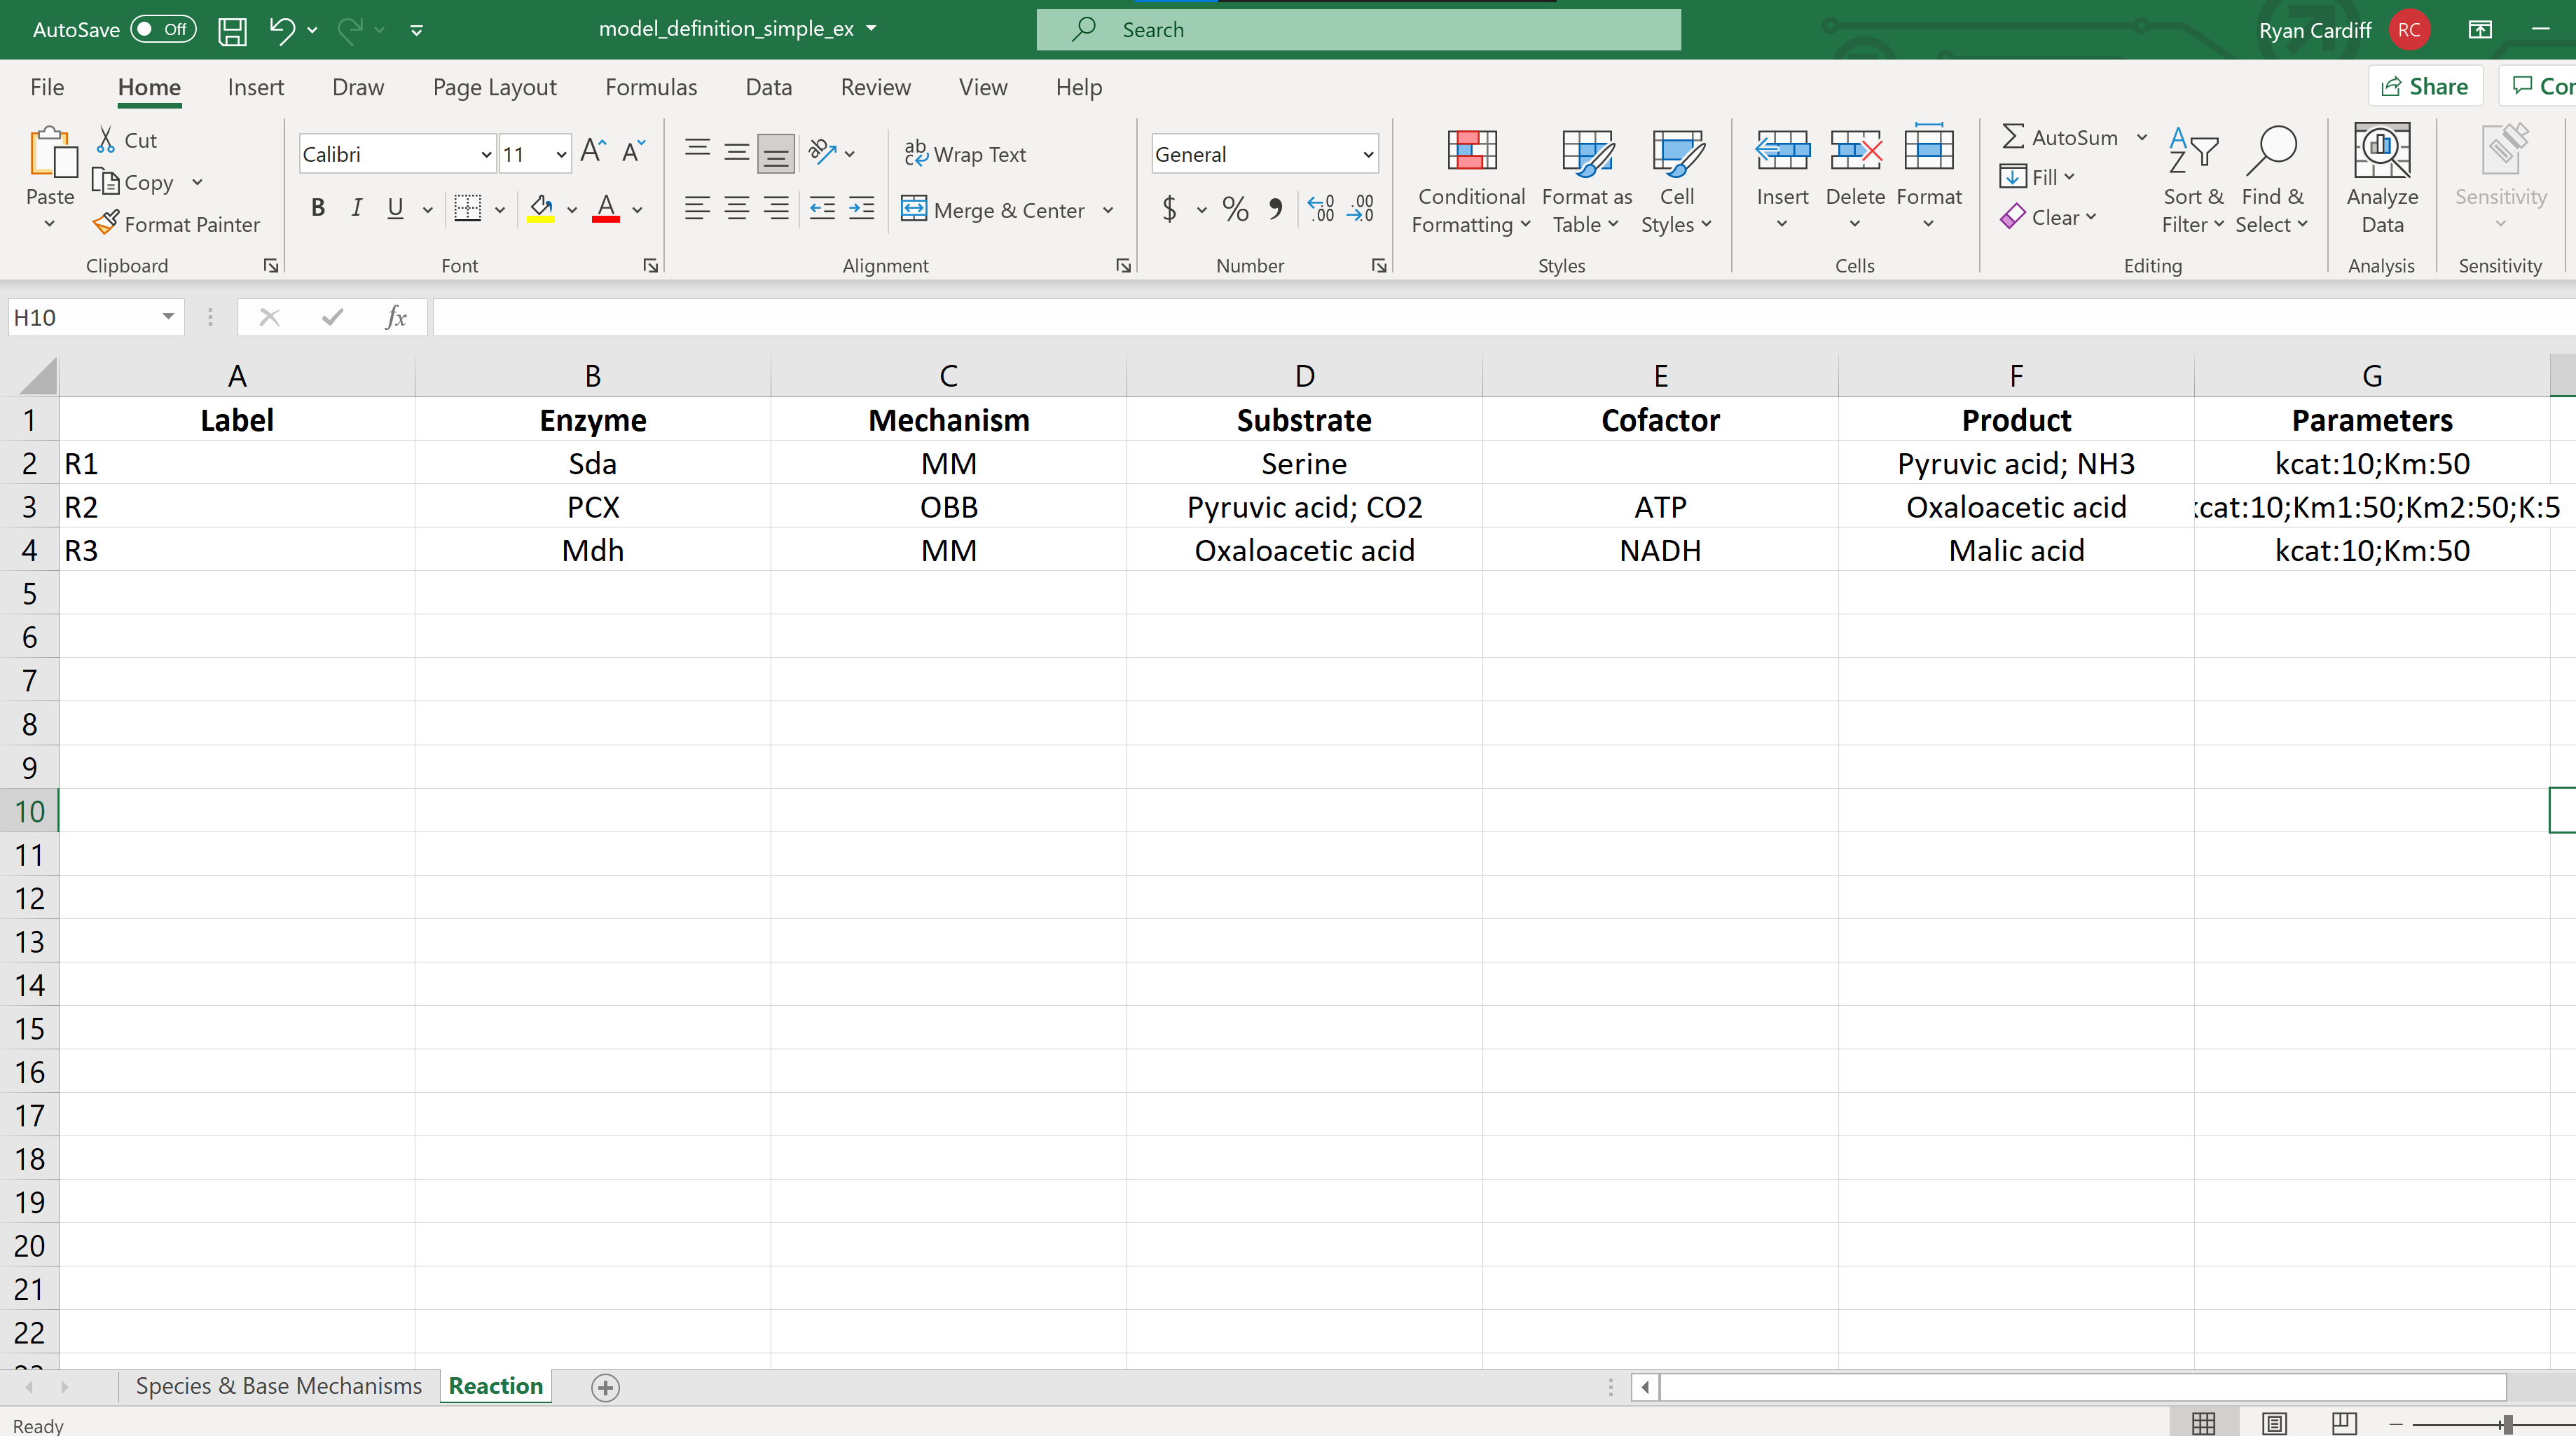 AutoSave Off model_definition_simple_ex Search Ryan Cardiff RC
File Home Insert Draw Page Layout Formulas Data Review View Help Share
Paste Cut Copy Format Painter Clipboard
Calibri 11 B I U A Font
Wrap Text Merge & Center Alignment
General $ % Number
Conditional Formatting Format as Table Cell Styles Styles
Insert Delete Format Cells
AutoSum Fill Clear Sort & Filter Find & Select Editing
Analyze Data Analysis
Sensitivity Sensitivity
H10 fx
A B C D E F G
1 Label Enzyme Mechanism Substrate Cofactor Product Parameters
2 R1 Sda MM Serine Pyruvic acid; NH3 kcat:10;Km:50
3 R2 PCX OBB Pyruvic acid; CO2 ATP Oxaloacetic acid kcat:10;Km1:50;Km2:50;K:5
4 R3 Mdh MM Oxaloacetic acid NADH Malic acid kcat:10;Km:50
5
6
7
8
9
10
11
12
13
14
15
16
17
18
19
20
21
22
Species & Base Mechanisms Reaction
Ready